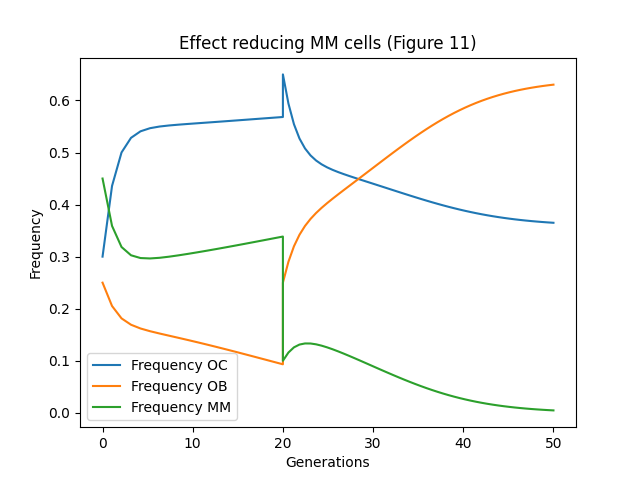 Effect reducing MM cells (Figure 11)
Frequency
0.6
0.5
0.4
0.3
0.2
0.1
0.0
Frequency OC
Frequency OB
Frequency MM
0 10 20 30 40 50
Generations